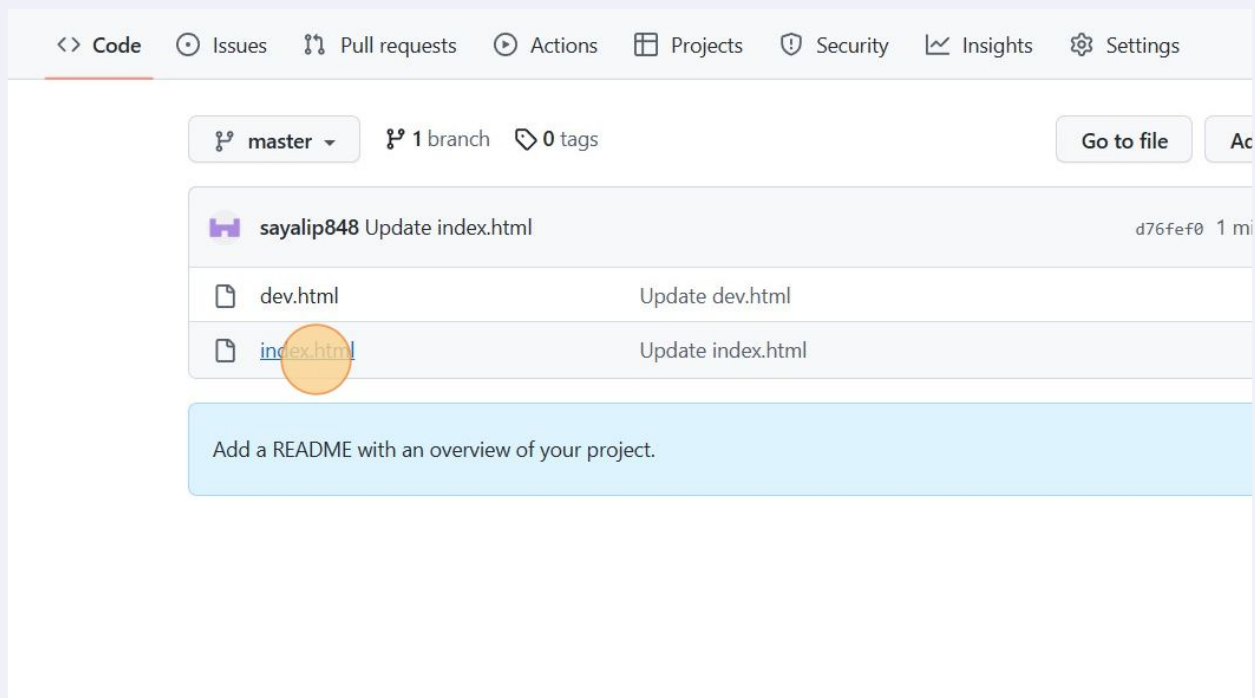 Code Issues Pull requests Actions Projects Security Insights Settings
master 1 branch 0 tags Go to file
sayalip848 Update index.html d76fef0 1
dev.html Update dev.html
index.html Update index.html
Add a README with an overview of your project.